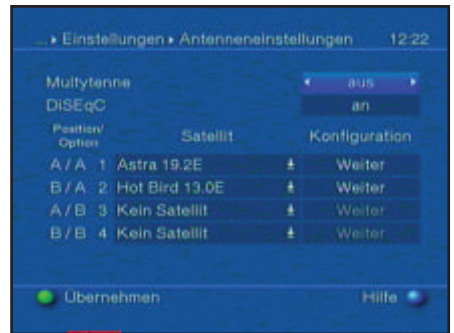 ...▸ Einstellungen ▸ Antenneneinstellungen 12:22
Multytenne aus
DiSEqC an
Position/Option Satellit Konfiguration
A/A 1 Astra 19.2E Weiter
B/A 2 Hot Bird 13.0E Weiter
A/B 3 Kein Satellit Weiter
B/B 4 Kein Satellit Weiter
Übernehmen Hilfe